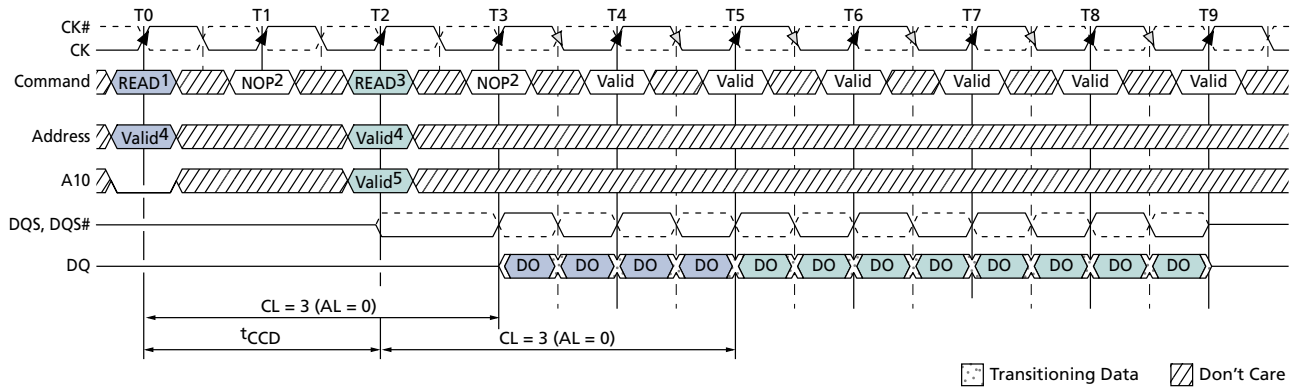 T0 T1 T2 T3 T4 T5 T6 T7 T8 T9
CK#
CK
Command READ1 NOP2 READ3 NOP2 Valid Valid Valid Valid Valid Valid
Address Valid4 Valid4
A10 Valid5
DQS, DQS#
DQ DO DO DO DO DO DO DO DO DO DO DO DO
CL = 3 (AL = 0)
tCCD CL = 3 (AL = 0)
Transitioning Data Don't Care